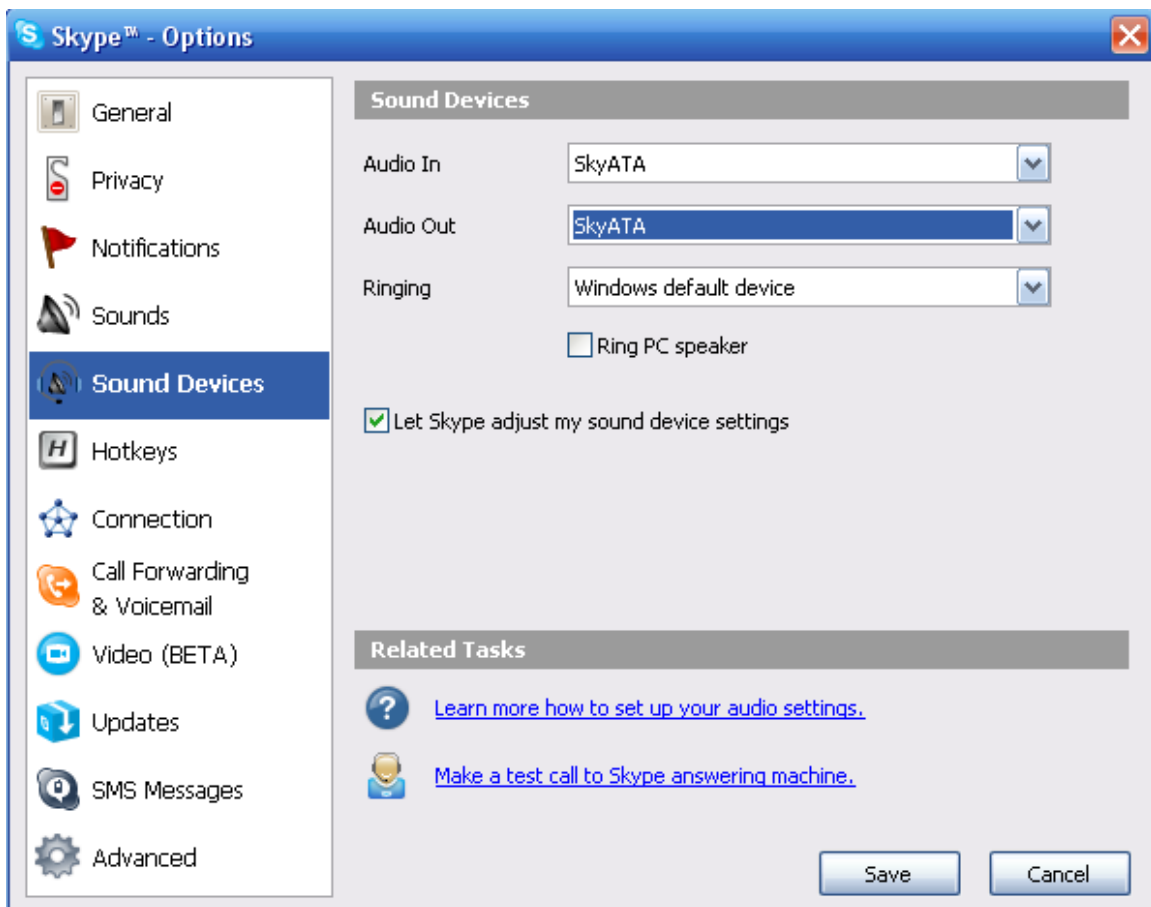 Skype™ - Options
General
Privacy
Notifications
Sounds
Sound Devices
Hotkeys
Connection
Call Forwarding
& Voicemail
Video (BETA)
Updates
SMS Messages
Advanced
Sound Devices
Audio In
SkyATA
Audio Out
SkyATA
Ringing
Windows default device
Ring PC speaker
Let Skype adjust my sound device settings
Related Tasks
Learn more how to set up your audio settings.
Make a test call to Skype answering machine.
Save
Cancel